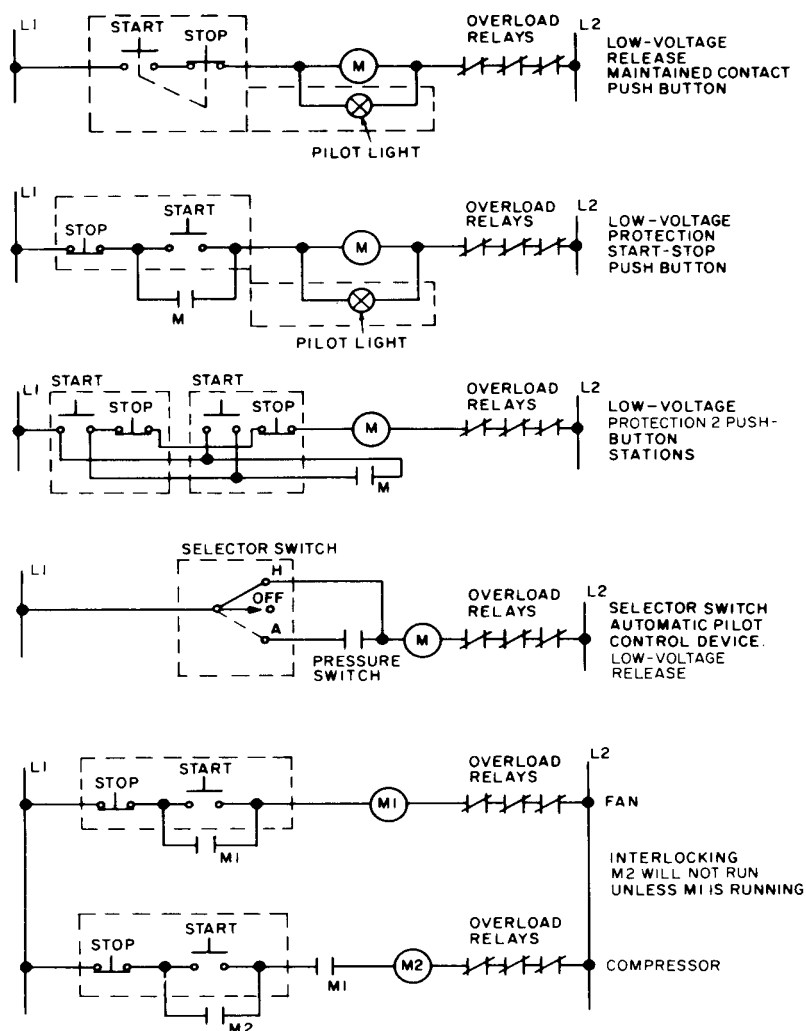 L1
START
STOP
M
PILOT LIGHT
OVERLOAD
RELAYS
L2
LOW-VOLTAGE
RELEASE
MAINTAINED CONTACT
PUSH BUTTON
L1
STOP
START
M
M
PILOT LIGHT
OVERLOAD
RELAYS
L2
LOW-VOLTAGE
PROTECTION
START-STOP
PUSH BUTTON
L1
START
STOP
START
STOP
M
M
OVERLOAD
RELAYS
L2
LOW-VOLTAGE
PROTECTION 2 PUSH-
BUTTON
STATIONS
L1
SELECTOR SWITCH
H
OFF
A
PRESSURE
SWITCH
M
OVERLOAD
RELAYS
L2
SELECTOR SWITCH
AUTOMATIC PILOT
CONTROL DEVICE.
LOW-VOLTAGE
RELEASE
L1
STOP
START
M1
M1
OVERLOAD
RELAYS
L2
FAN
INTERLOCKING
M2 WILL NOT RUN
UNLESS M1 IS RUNNING
STOP
START
M2
M1
M2
OVERLOAD
RELAYS
COMPRESSOR